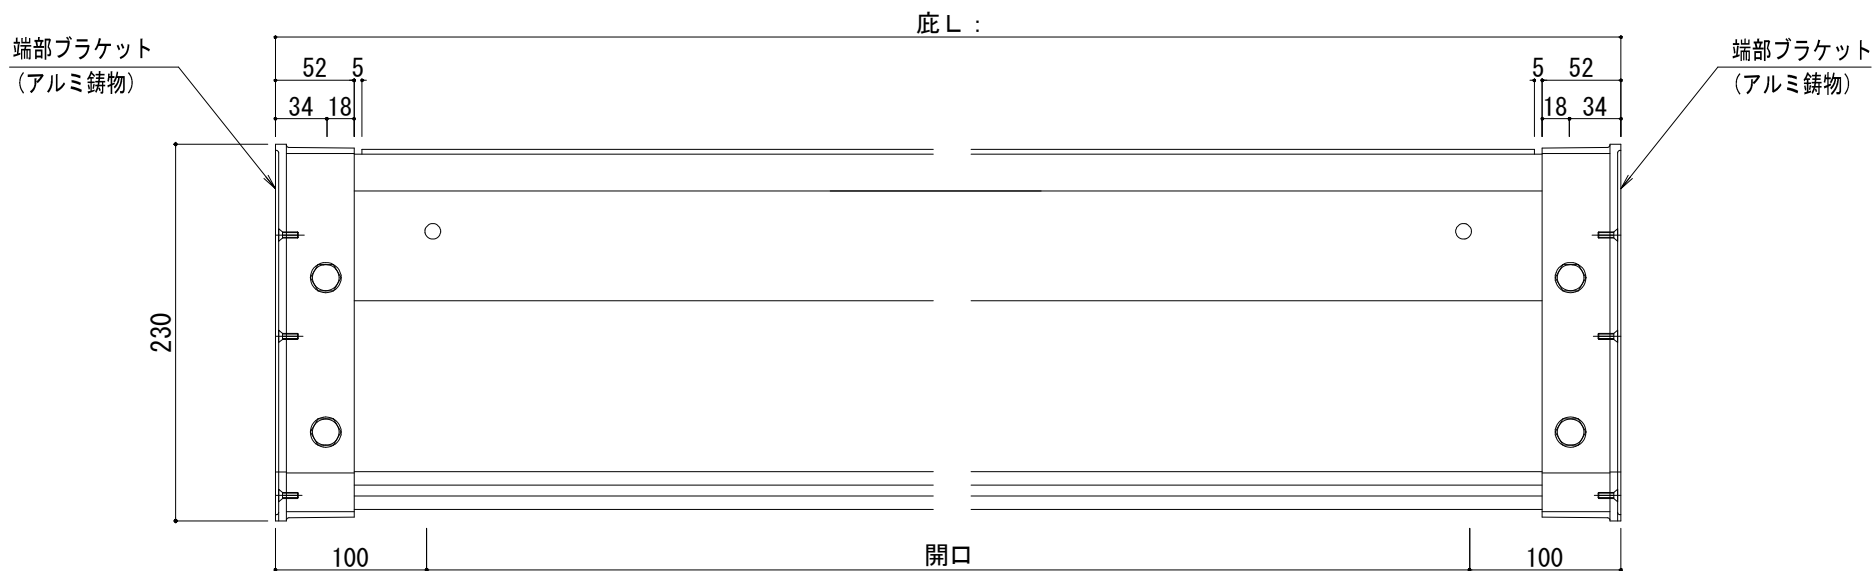 庇L：
端部ブラケット
(アルミ鋳物)
端部ブラケット
(アルミ鋳物)
52 5
5 52
34 18
18 34
230
100
開口
100